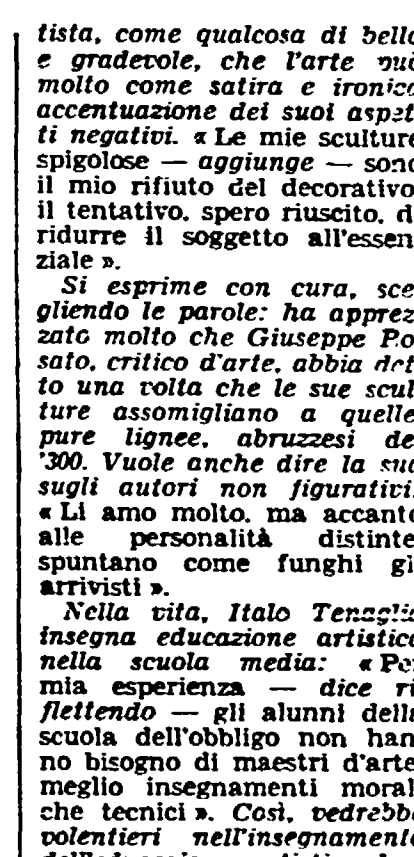 tista, come qualcosa di bello
e gradevole, che l'arte può
molto come satira e ironica
accentuazione dei suoi aspet
ti negativi. « Le mie sculture
spigolose — aggiunge — sono
il mio rifiuto del decorativo
il tentativo, spero riuscito, d
ridurre il soggetto all'essen
ziale ».
Si esprime con cura, sce
gliendo le parole: ha apprez
zato molto che Giuseppe Ro
sato, critico d'arte, abbia det
to una volta che le sue scul
ture assomigliano a quelle
pure lignee, abruzzesi de
'300. Vuole anche dire la sua
sugli autori non figurativi.
« Li amo molto, ma accanto
alle personalità distinte
spuntano come funghi gl
arrivisti ».
Nella vita, Italo Tenaglia
insegna educazione artistica
nella scuola media: « Per
mia esperienza — dice ri
flettendo — gli alunni della
scuola dell'obbligo non han
no bisogno di maestri d'arte
meglio insegnamenti moral
che tecnici ». Così, vedrebbe
volentieri nell'insegnamento